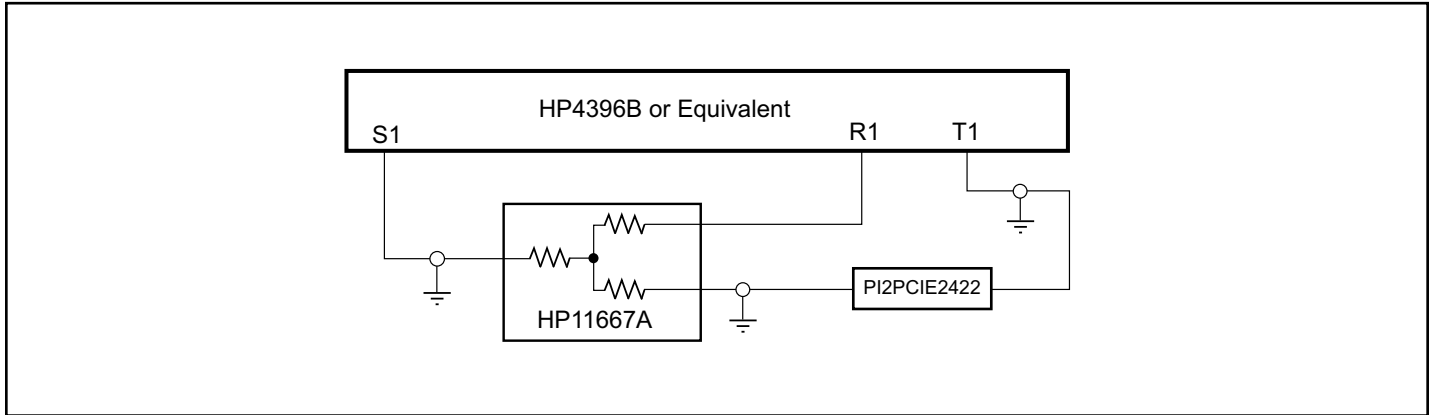 HP4396B or Equivalent
S1
R1
T1
PI2PCIE2422
HP11667A